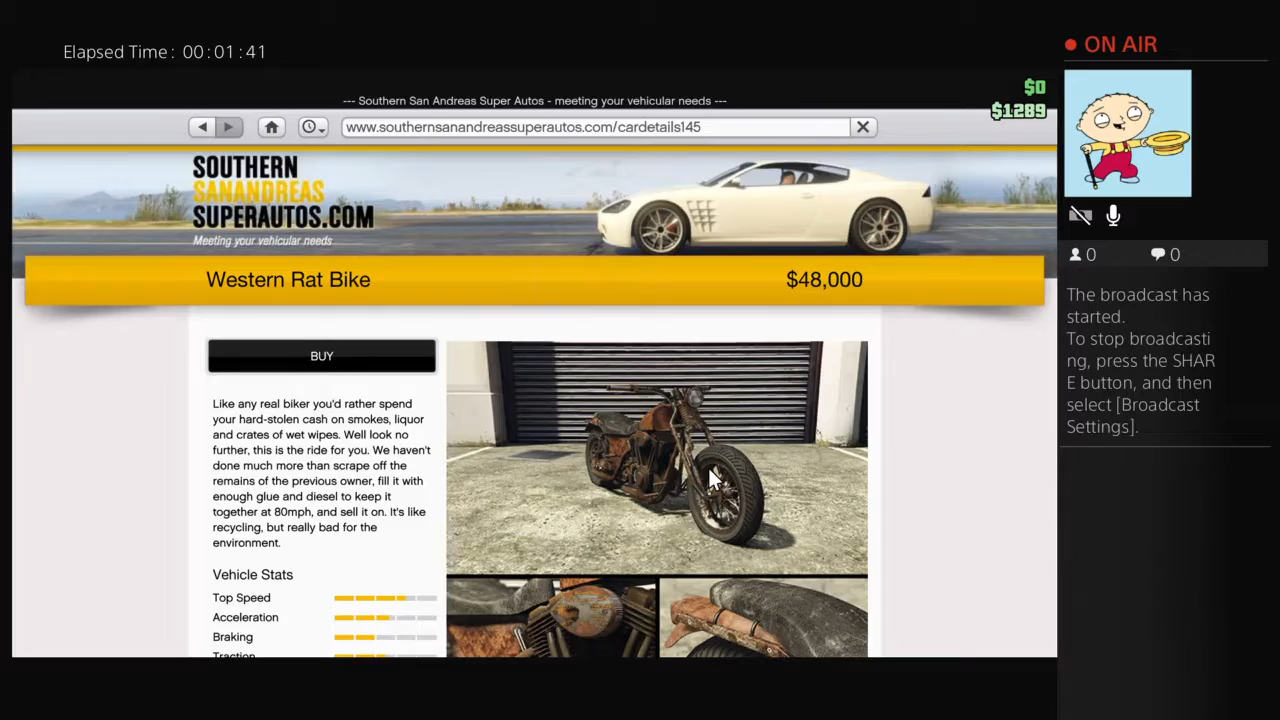 Elapsed Time: 00:01:41
ON AIR
$0
$1289
--- Southern San Andreas Super Autos - meeting your vehicular needs ---
www.southernsanandreassuperautos.com/cardetails145
SOUTHERN
SANANDREAS
SUPERAUTOS.COM
Meeting your vehicular needs
Western Rat Bike
$48,000
BUY
Like any real biker you'd rather spend
your hard-stolen cash on smokes, liquor
and crates of wet wipes. Well look no
further, this is the ride for you. We haven't
done much more than scrape off the
remains of the previous owner, fill it with
enough glue and diesel to keep it
together at 80mph, and sell it on. It's like
recycling, but really bad for the
environment.
Vehicle Stats
Top Speed
Acceleration
Braking
Traction
0
0
The broadcast has
started.
To stop broadcasti
ng, press the SHAR
E button, and then
select [Broadcast
Settings].